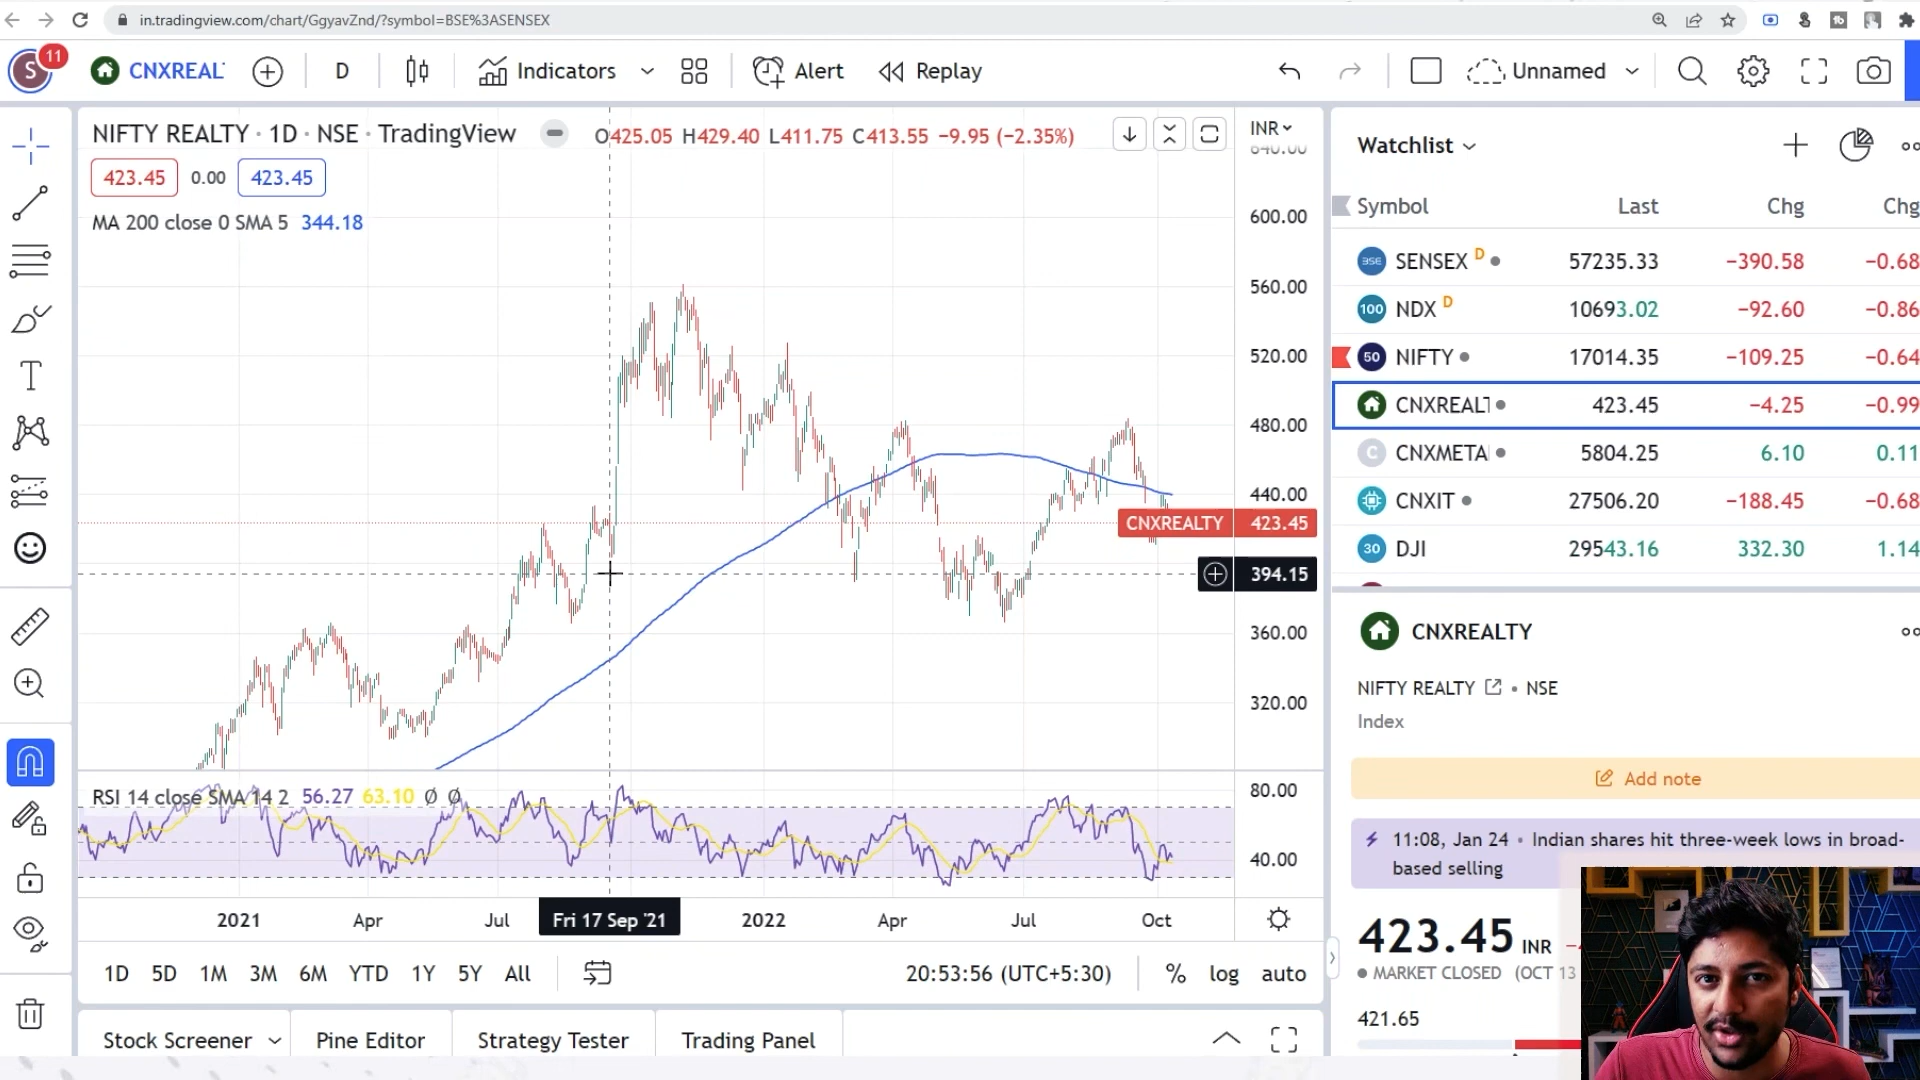 in.tradingview.com/chart/GgyavZnd/?symbol=BSE%3ASENSEX
S 11 CNXREAL D Indicators Alert Replay Unnamed
NIFTY REALTY · 1D · NSE · TradingView O425.05 H429.40 L411.75 C413.55 −9.95 (−2.35%)
423.45 0.00 423.45
MA 200 close 0 SMA 5 344.18
INR
640.00
600.00
560.00
520.00
480.00
440.00
CNXREALTY 423.45
394.15
360.00
320.00
RSI 14 close SMA 14 2 56.27 63.10 Ø Ø
80.00
40.00
2021 Apr Jul Fri 17 Sep '21 2022 Apr Jul Oct
1D 5D 1M 3M 6M YTD 1Y 5Y All 20:53:56 (UTC+5:30) % log auto
Stock Screener Pine Editor Strategy Tester Trading Panel
Watchlist
Symbol Last Chg Chg
BSE SENSEX D 57235.33 −390.58 −0.68
100 NDX D 10693.02 −92.60 −0.86
50 NIFTY 17014.35 −109.25 −0.64
CNXREALT 423.45 −4.25 −0.99
C CNXMETA 5804.25 6.10 0.11
CNXIT 27506.20 −188.45 −0.68
30 DJI 29543.16 332.30 1.14
CNXREALTY
NIFTY REALTY • NSE
Index
Add note
11:08, Jan 24 • Indian shares hit three-week lows in broad-
based selling
423.45 INR
MARKET CLOSED (OCT 13
421.65